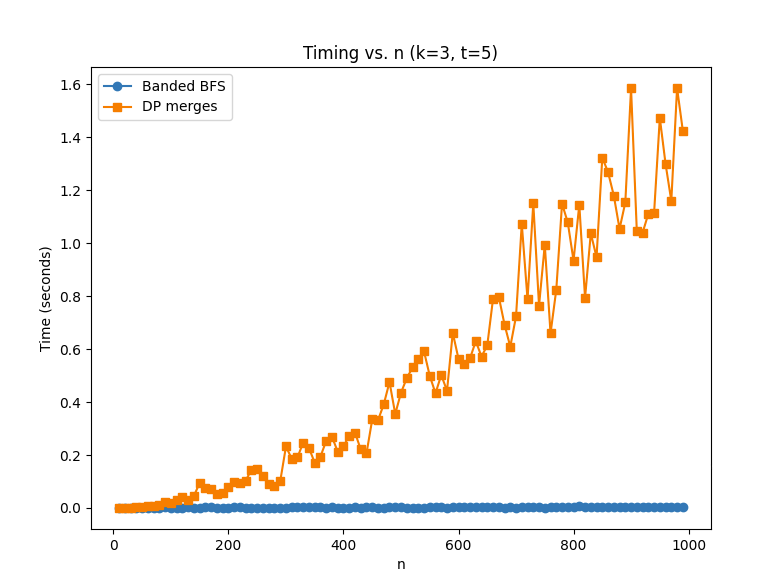 Timing vs. n (k=3, t=5)
Banded BFS
DP merges
1.6
1.4
1.2
1.0
0.8
0.6
0.4
0.2
0.0
Time (seconds)
0 200 400 600 800 1000
n